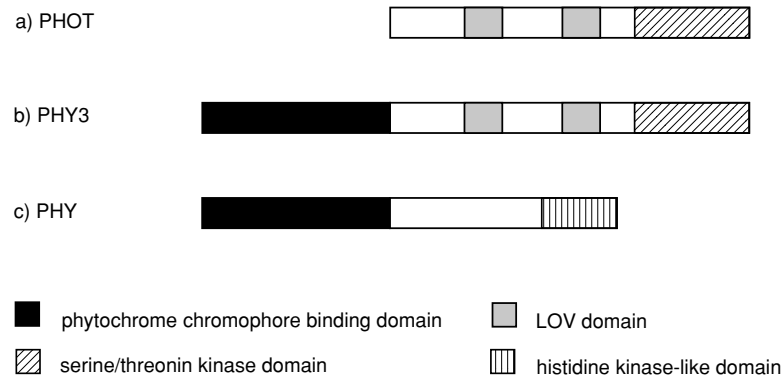 a) PHOT
b) PHY3
c) PHY
phytochrome chromophore binding domain
LOV domain
serine/threonin kinase domain
histidine kinase-like domain